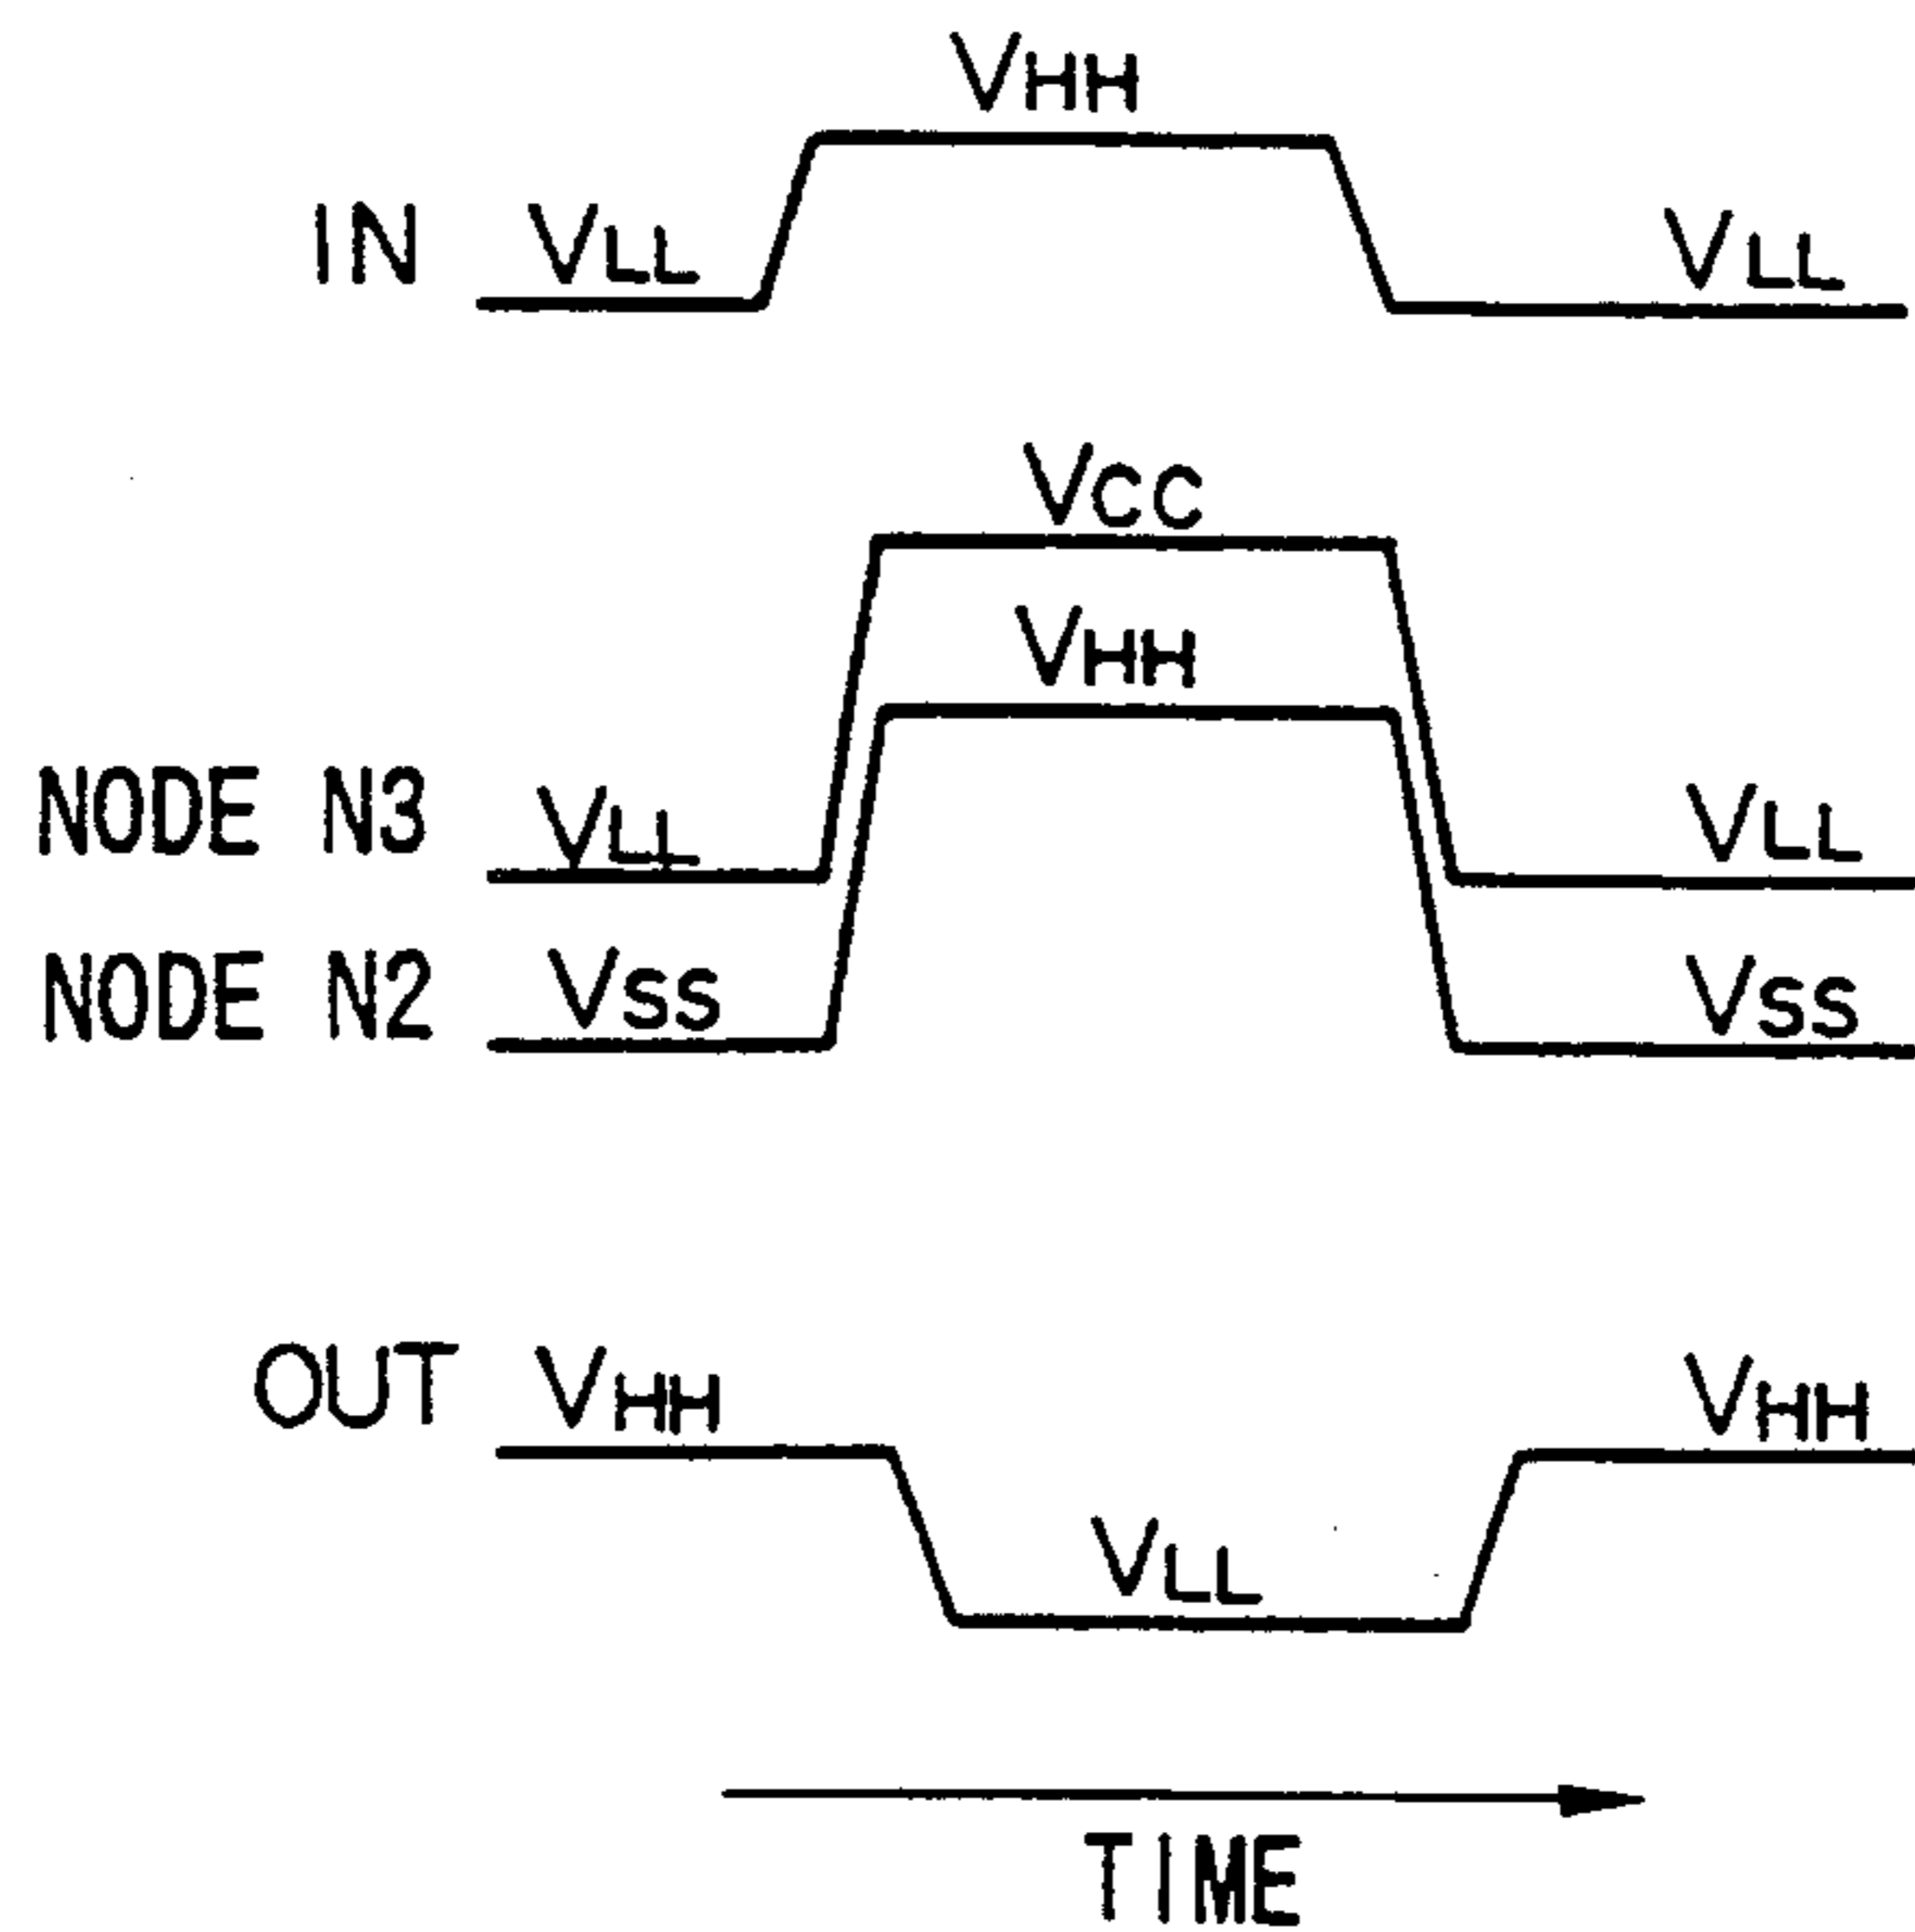 VHH
IN VLL VLL
VCC
VHH
NODE N3 VLL VLL
NODE N2 VSS VSS
OUT VHH VHH
VLL
TIME